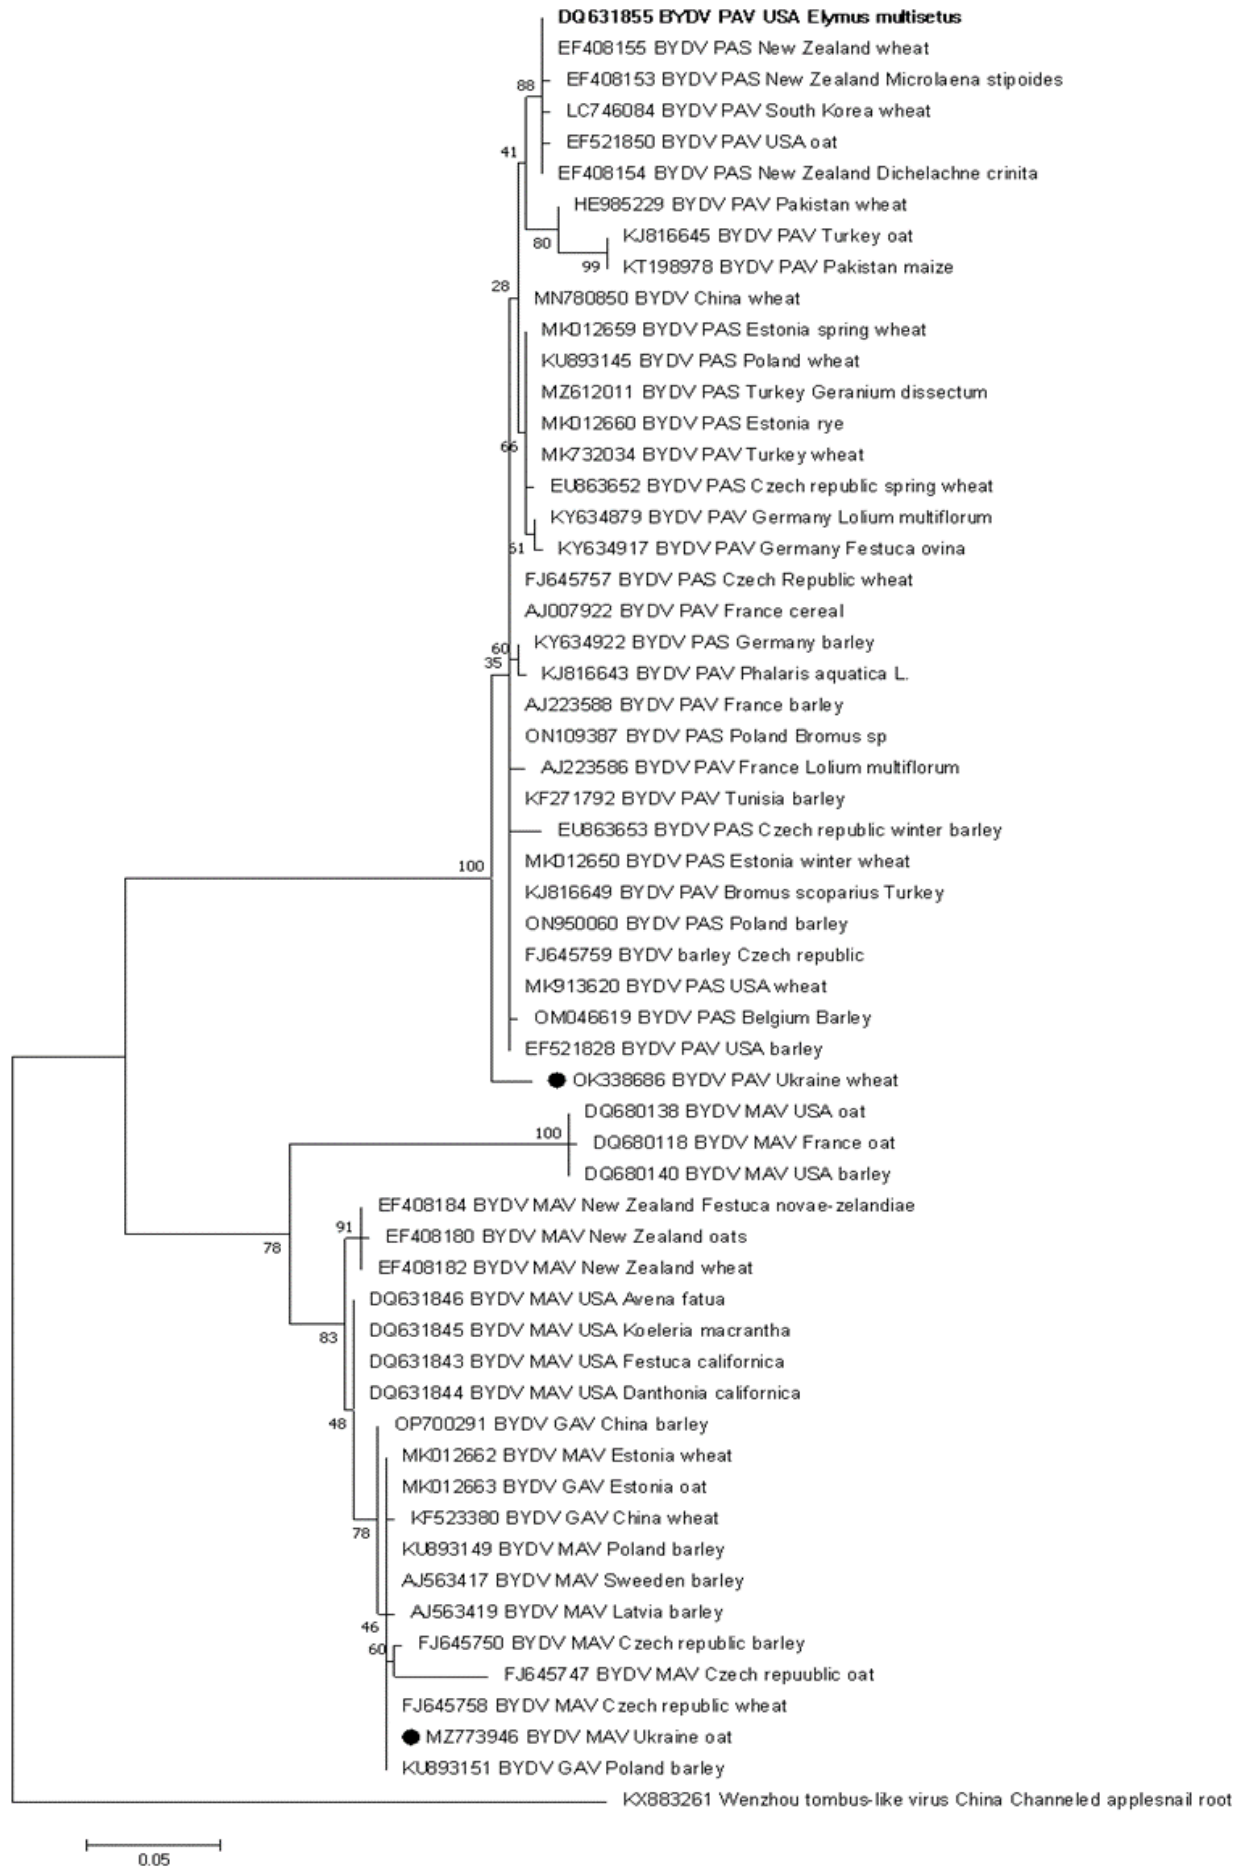 DQ631855 BYDV PAV USA Elymus multisetus
EF408155 BYDV PAS New Zealand wheat
88
EF408153 BYDV PAS New Zealand Microlaena stipoides
LC746084 BYDV PAV South Korea wheat
EF521850 BYDV PAV USA oat
41
EF408154 BYDV PAS New Zealand Dichelachne crinita
HE985229 BYDV PAV Pakistan wheat
80
KJ816645 BYDV PAV Turkey oat
99
KT198978 BYDV PAV Pakistan maize
28
MN780850 BYDV China wheat
MK012659 BYDV PAS Estonia spring wheat
KU893145 BYDV PAS Poland wheat
MZ612011 BYDV PAS Turkey Geranium dissectum
MK012660 BYDV PAS Estonia rye
66
MK732034 BYDV PAV Turkey wheat
EU863652 BYDV PAS Czech republic spring wheat
KY634879 BYDV PAV Germany Lolium multiflorum
61
KY634917 BYDV PAV Germany Festuca ovina
FJ645757 BYDV PAS Czech Republic wheat
AJ007922 BYDV PAV France cereal
60
KY634922 BYDV PAS Germany barley
35
KJ816643 BYDV PAV Phalaris aquatica L.
AJ223588 BYDV PAV France barley
ON109387 BYDV PAS Poland Bromus sp
AJ223586 BYDV PAV France Lolium multiflorum
KF271792 BYDV PAV Tunisia barley
EU863653 BYDV PAS Czech republic winter barley
100
MK012650 BYDV PAS Estonia winter wheat
KJ816649 BYDV PAV Bromus scoparius Turkey
ON950060 BYDV PAS Poland barley
FJ645759 BYDV barley Czech republic
MK913620 BYDV PAS USA wheat
OM046619 BYDV PAS Belgium Barley
EF521828 BYDV PAV USA barley
OK338686 BYDV PAV Ukraine wheat
DQ680138 BYDV MAV USA oat
100
DQ680118 BYDV MAV France oat
DQ680140 BYDV MAV USA barley
EF408184 BYDV MAV New Zealand Festuca novae-zelandiae
91
EF408180 BYDV MAV New Zealand oats
78
EF408182 BYDV MAV New Zealand wheat
DQ631846 BYDV MAV USA Avena fatua
83
DQ631845 BYDV MAV USA Koeleria macrantha
DQ631843 BYDV MAV USA Festuca californica
DQ631844 BYDV MAV USA Danthonia californica
48
OP700291 BYDV GAV China barley
MK012662 BYDV MAV Estonia wheat
MK012663 BYDV GAV Estonia oat
KF523380 BYDV GAV China wheat
78
KU893149 BYDV MAV Poland barley
AJ563417 BYDV MAV Sweeden barley
AJ563419 BYDV MAV Latvia barley
46
60
FJ645750 BYDV MAV Czech republic barley
FJ645747 BYDV MAV Czech repuublic oat
FJ645758 BYDV MAV Czech republic wheat
MZ773946 BYDV MAV Ukraine oat
KU893151 BYDV GAV Poland barley
KX883261 Wenzhou tombus-like virus China Channeled applesnail root
0.05